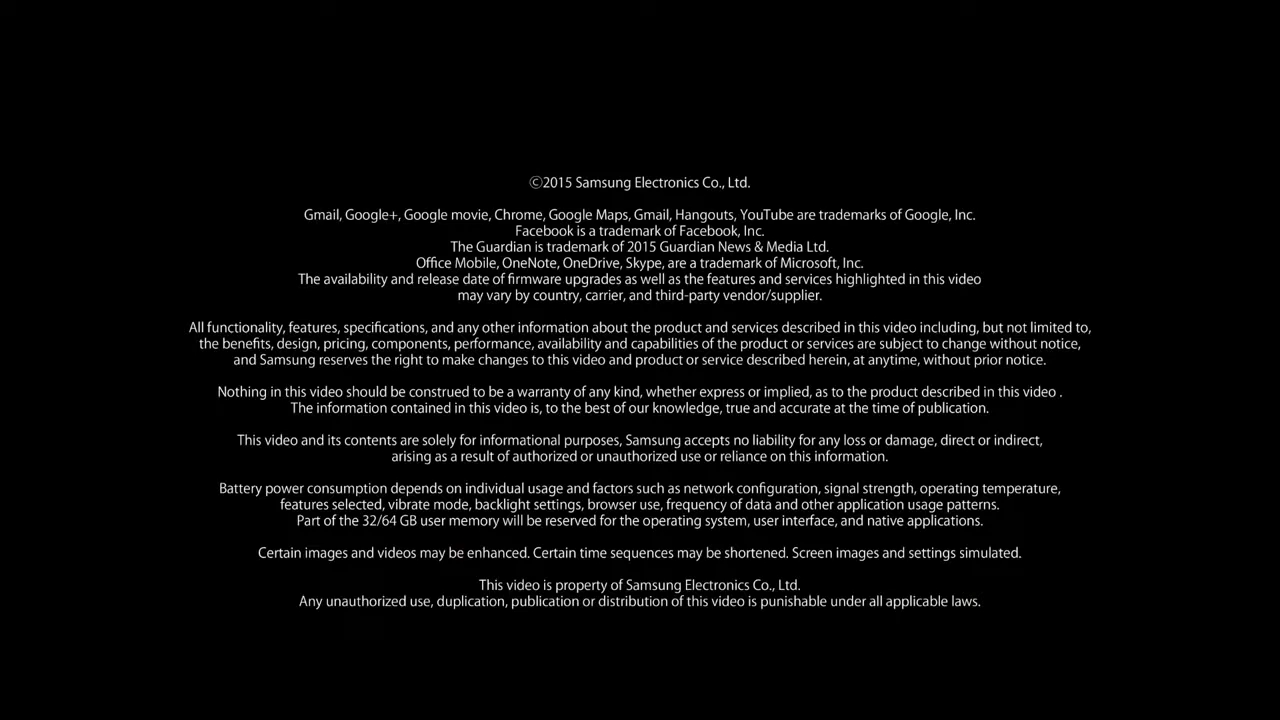 ©2015 Samsung Electronics Co., Ltd.
Gmail, Google+, Google movie, Chrome, Google Maps, Gmail, Hangouts, YouTube are trademarks of Google, Inc.
Facebook is a trademark of Facebook, Inc.
The Guardian is trademark of 2015 Guardian News & Media Ltd.
Office Mobile, OneNote, OneDrive, Skype, are a trademark of Microsoft, Inc.
The availability and release date of firmware upgrades as well as the features and services highlighted in this video
may vary by country, carrier, and third-party vendor/supplier.
All functionality, features, specifications, and any other information about the product and services described in this video including, but not limited to,
the benefits, design, pricing, components, performance, availability and capabilities of the product or services are subject to change without notice,
and Samsung reserves the right to make changes to this video and product or service described herein, at anytime, without prior notice.
Nothing in this video should be construed to be a warranty of any kind, whether express or implied, as to the product described in this video .
The information contained in this video is, to the best of our knowledge, true and accurate at the time of publication.
This video and its contents are solely for informational purposes, Samsung accepts no liability for any loss or damage, direct or indirect,
arising as a result of authorized or unauthorized use or reliance on this information.
Battery power consumption depends on individual usage and factors such as network configuration, signal strength, operating temperature,
features selected, vibrate mode, backlight settings, browser use, frequency of data and other application usage patterns.
Part of the 32/64 GB user memory will be reserved for the operating system, user interface, and native applications.
Certain images and videos may be enhanced. Certain time sequences may be shortened. Screen images and settings simulated.
This video is property of Samsung Electronics Co., Ltd.
Any unauthorized use, duplication, publication or distribution of this video is punishable under all applicable laws.